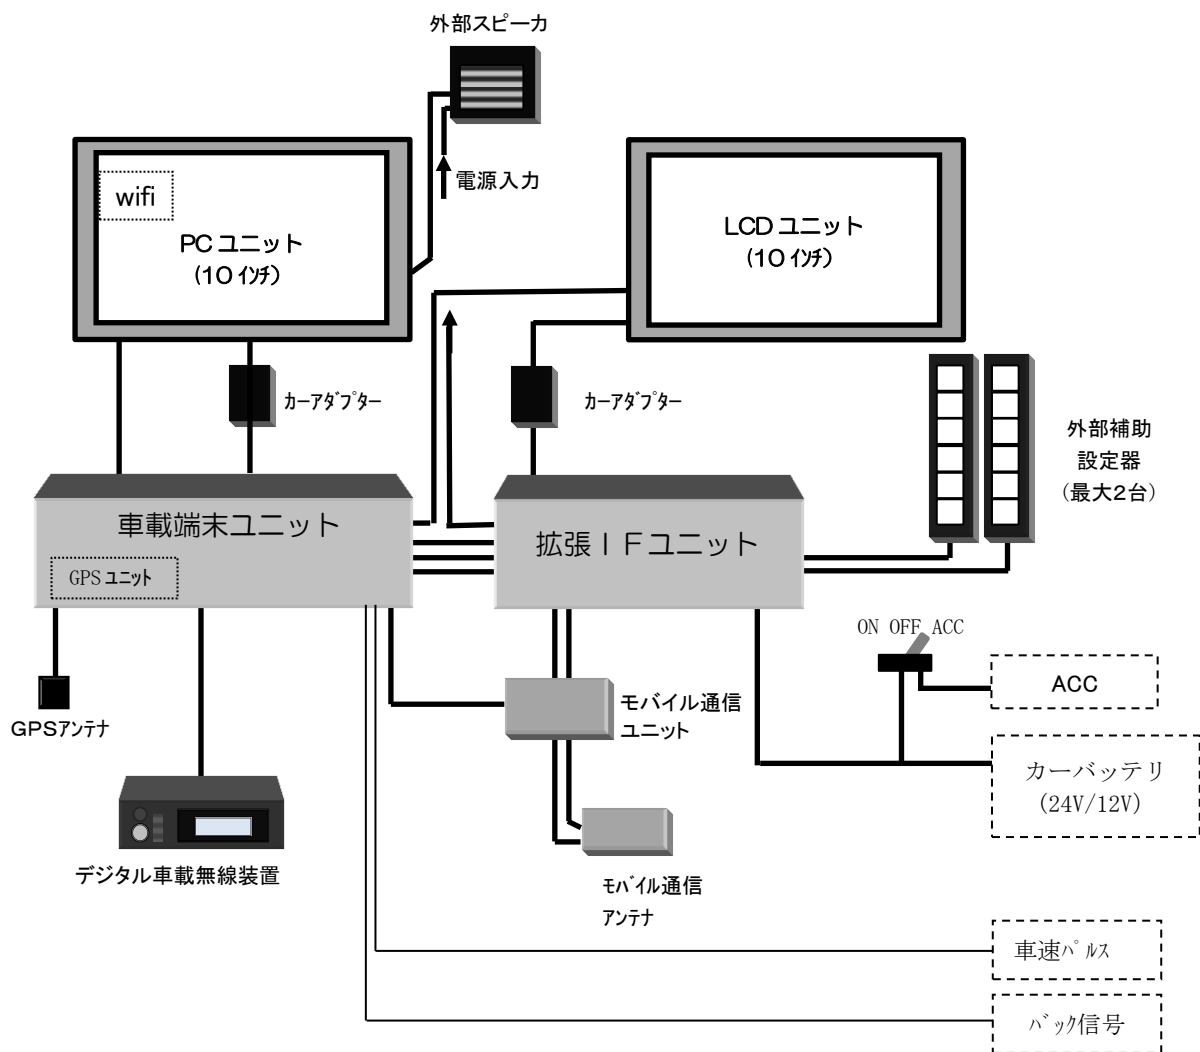 外部スピーカ
電源入力
wifi
PC ユニット
(10 ｲﾝﾁ)
LCD ユニット
(10 ｲﾝﾁ)
ｶｰｱﾀﾞﾌﾟﾀｰ
ｶｰｱﾀﾞﾌﾟﾀｰ
外部補助
設定器
(最大2台)
車載端末ユニット
GPS ﾕﾆｯﾄ
拡張ＩＦユニット
ON OFF ACC
ACC
GPSｱﾝﾃﾅ
モバイル通信
ユニット
カーバッテリ
(24V/12V)
デジタル車載無線装置
ﾓﾊﾞｲﾙ通信
ｱﾝﾃﾅ
車速ﾊﾟﾙｽ
ﾊﾞｯｸ信号